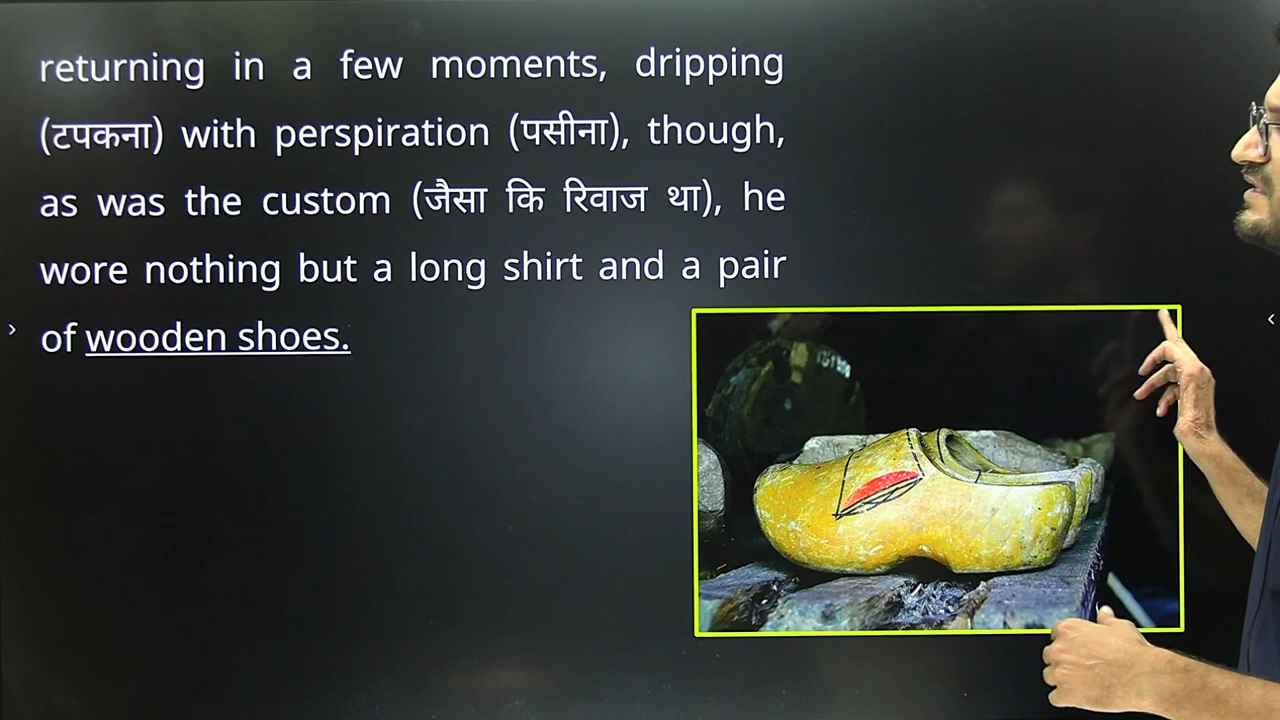 returning in a few moments, dripping
(टपकना) with perspiration (पसीना), though,
as was the custom (जैसा कि रिवाज था), he
wore nothing but a long shirt and a pair
of wooden shoes.